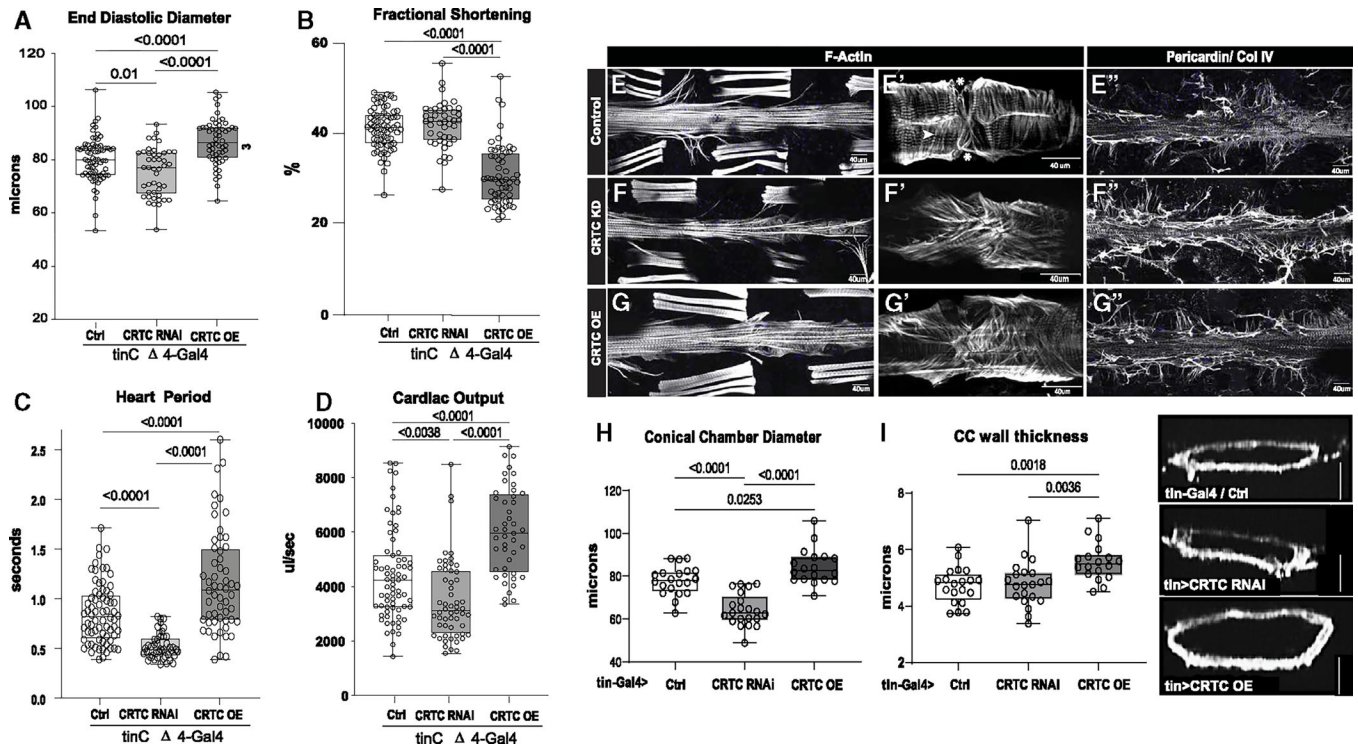 A
End Diastolic Diameter
<0.0001
0.01
<0.0001
120
100
80
60
40
20
microns
3
Ctrl
CRTC RNAi
CRTC OE
tinC Δ 4-Gal4
B
Fractional Shortening
<0.0001
<0.0001
60
40
20
0
%
Ctrl
CRTC RNAI
CRTC OE
tinC Δ 4-Gal4
C
Heart Period
<0.0001
<0.0001
<0.0001
2.5
2.0
1.5
1.0
0.5
0.0
seconds
Ctrl
CRTC RNAI
CRTC OE
tinC Δ 4-Gal4
D
Cardiac Output
<0.0001
<0.0038
<0.0001
10000
8000
6000
4000
2000
0
ul/sec
Ctrl
CRTC RNAI
CRTC OE
tinC Δ 4-Gal4
F-Actin
Pericardin/ Col IV
Control
E
40um
E'
*
*
40 um
E''
40um
CRTC KD
F
40um
F'
40um
F''
40um
CRTC OE
G
40um
G'
40um
G''
40um
H
Conical Chamber Diameter
<0.0001
<0.0001
0.0253
120
100
80
60
40
microns
tin-Gal4>
Ctrl
CRTC RNAi
CRTC OE
I
CC wall thickness
0.0018
0.0036
8
6
4
2
microns
tin-Gal4>
Ctrl
CRTC RNAi
CRTC OE
tin-Gal4 / Ctrl
tin>CRTC RNAi
tin>CRTC OE